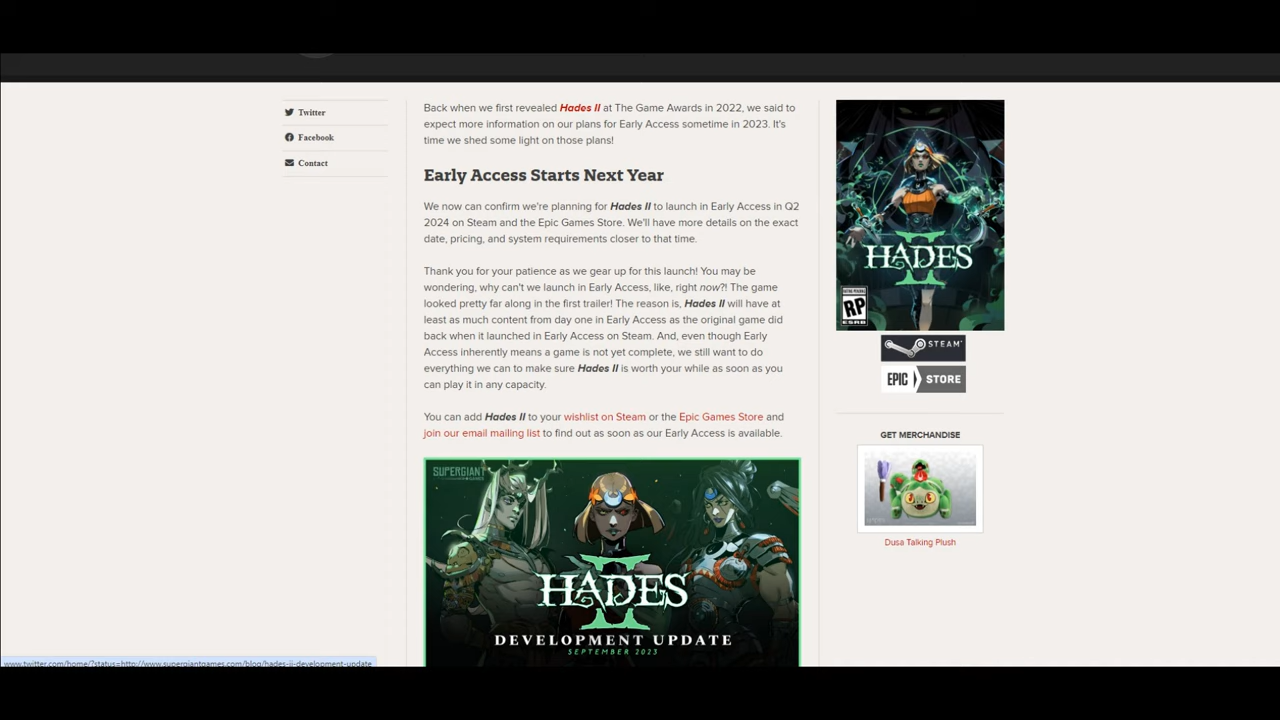 Twitter
Facebook
Contact
Back when we first revealed Hades II at The Game Awards in 2022, we said to
expect more information on our plans for Early Access sometime in 2023. It's
time we shed some light on those plans!
Early Access Starts Next Year
We now can confirm we're planning for Hades II to launch in Early Access in Q2
2024 on Steam and the Epic Games Store. We'll have more details on the exact
date, pricing, and system requirements closer to that time.
Thank you for your patience as we gear up for this launch! You may be
wondering, why can't we launch in Early Access, like, right now?! The game
looked pretty far along in the first trailer! The reason is, Hades II will have at
least as much content from day one in Early Access as the original game did
back when it launched in Early Access on Steam. And, even though Early
Access inherently means a game is not yet complete, we still want to do
everything we can to make sure Hades II is worth your while as soon as you
can play it in any capacity.
You can add Hades II to your wishlist on Steam or the Epic Games Store and
join our email mailing list to find out as soon as our Early Access is available.
SUPERGIANT
GAMES
II
HADES
DEVELOPMENT UPDATE
SEPTEMBER 2023
II
HADES
RATING PENDING
RP
ESRB
STEAM
EPIC STORE
GET MERCHANDISE
Dusa Talking Plush
www.twitter.com/home/?status=http://www.supergiantgames.com/blog/hades-ii-development-update